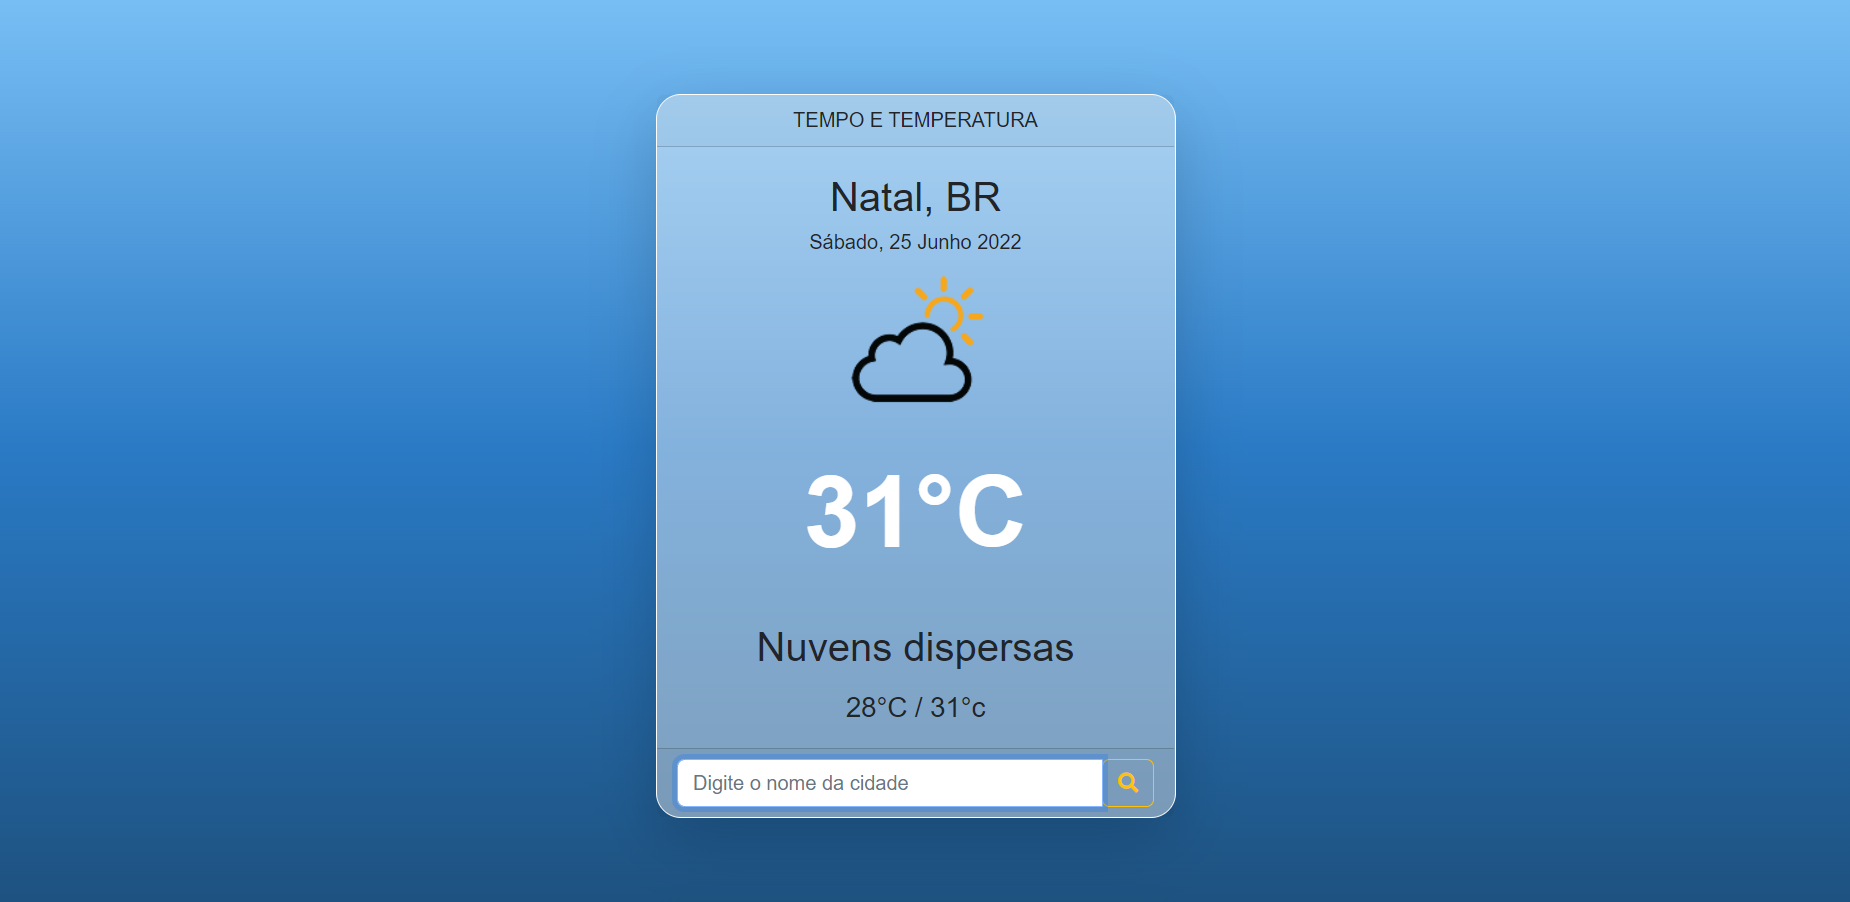 TEMPO E TEMPERATURA
Natal, BR
Sábado, 25 Junho 2022
31°C
Nuvens dispersas
28°C / 31°c
Digite o nome da cidade